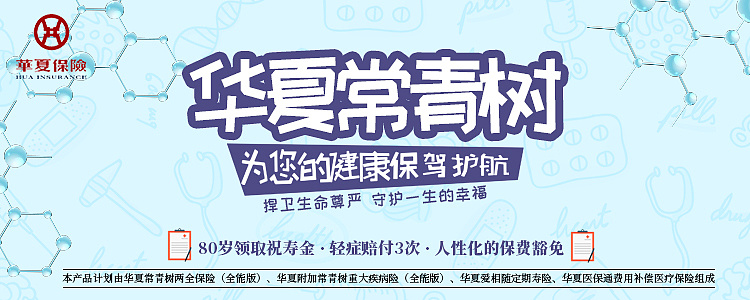 華夏保險
HUA INSURANCE
华夏常青树
为您的健康保驾护航
捍卫生命尊严 守护一生的幸福
80岁领取祝寿金·轻症赔付3次·人性化的保费豁免
本产品计划由华夏常青树两全保险（全能版）、华夏附加常青树重大疾病险（全能版）、华夏爱相随定期寿险、华夏医保通费用补偿医疗保险组成